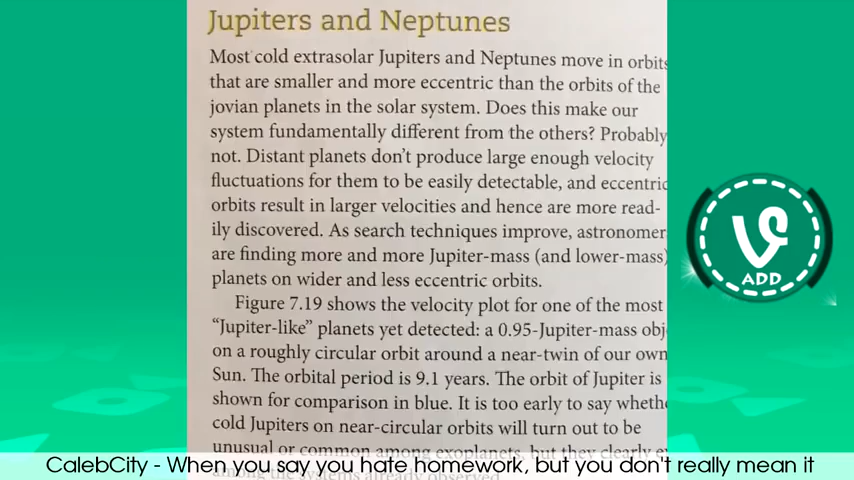 Jupiters and Neptunes
Most cold extrasolar Jupiters and Neptunes move in orbits
that are smaller and more eccentric than the orbits of the
jovian planets in the solar system. Does this make our
system fundamentally different from the others? Probably
not. Distant planets don't produce large enough velocity
fluctuations for them to be easily detectable, and eccentric
orbits result in larger velocities and hence are more read-
ily discovered. As search techniques improve, astronomer
are finding more and more Jupiter-mass (and lower-mass)
planets on wider and less eccentric orbits.
Figure 7.19 shows the velocity plot for one of the most
"Jupiter-like" planets yet detected: a 0.95-Jupiter-mass obj
on a roughly circular orbit around a near-twin of our own
Sun. The orbital period is 9.1 years. The orbit of Jupiter is
shown for comparison in blue. It is too early to say wheth
cold Jupiters on near-circular orbits will turn out to be
unusual or common among exoplanets, but they clearly
among the systems already observed.
V
ADD
CalebCity - When you say you hate homework, but you don't really mean it